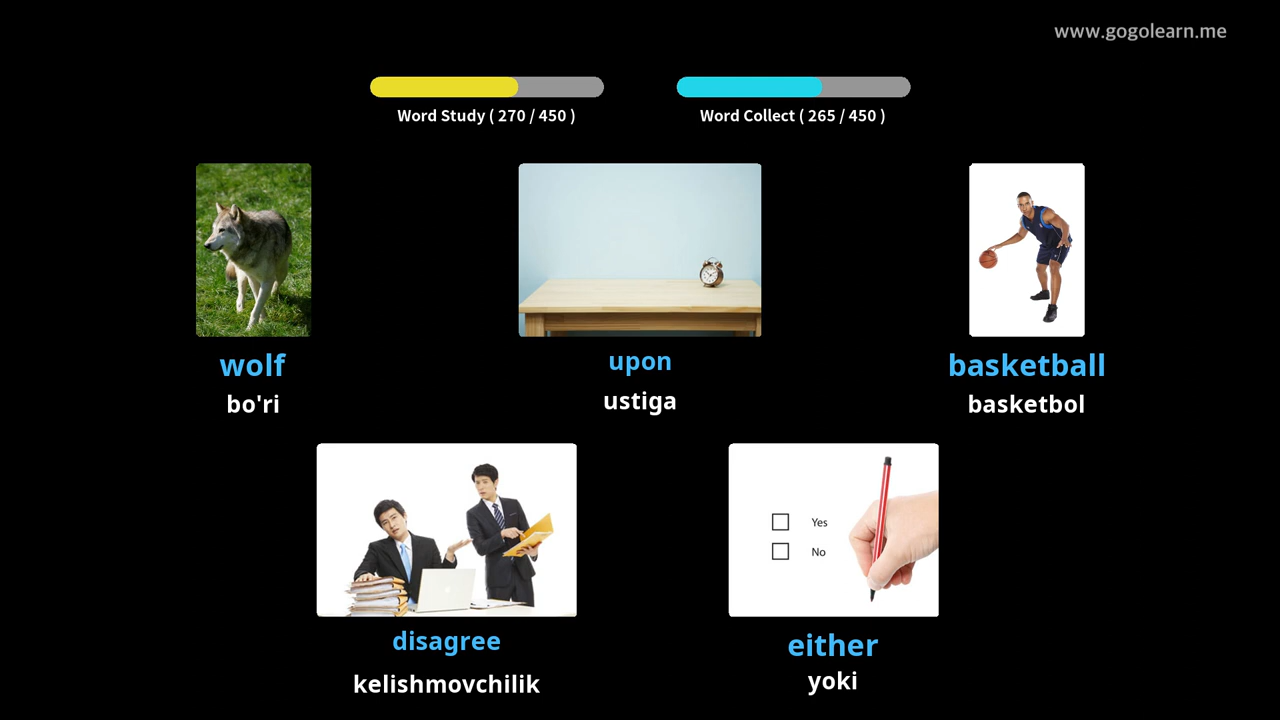 www.gogolearn.me
Word Study ( 270 / 450 )
Word Collect ( 265 / 450 )
wolf
bo'ri
upon
ustiga
basketball
basketbol
Yes
No
disagree
kelishmovchilik
either
yoki